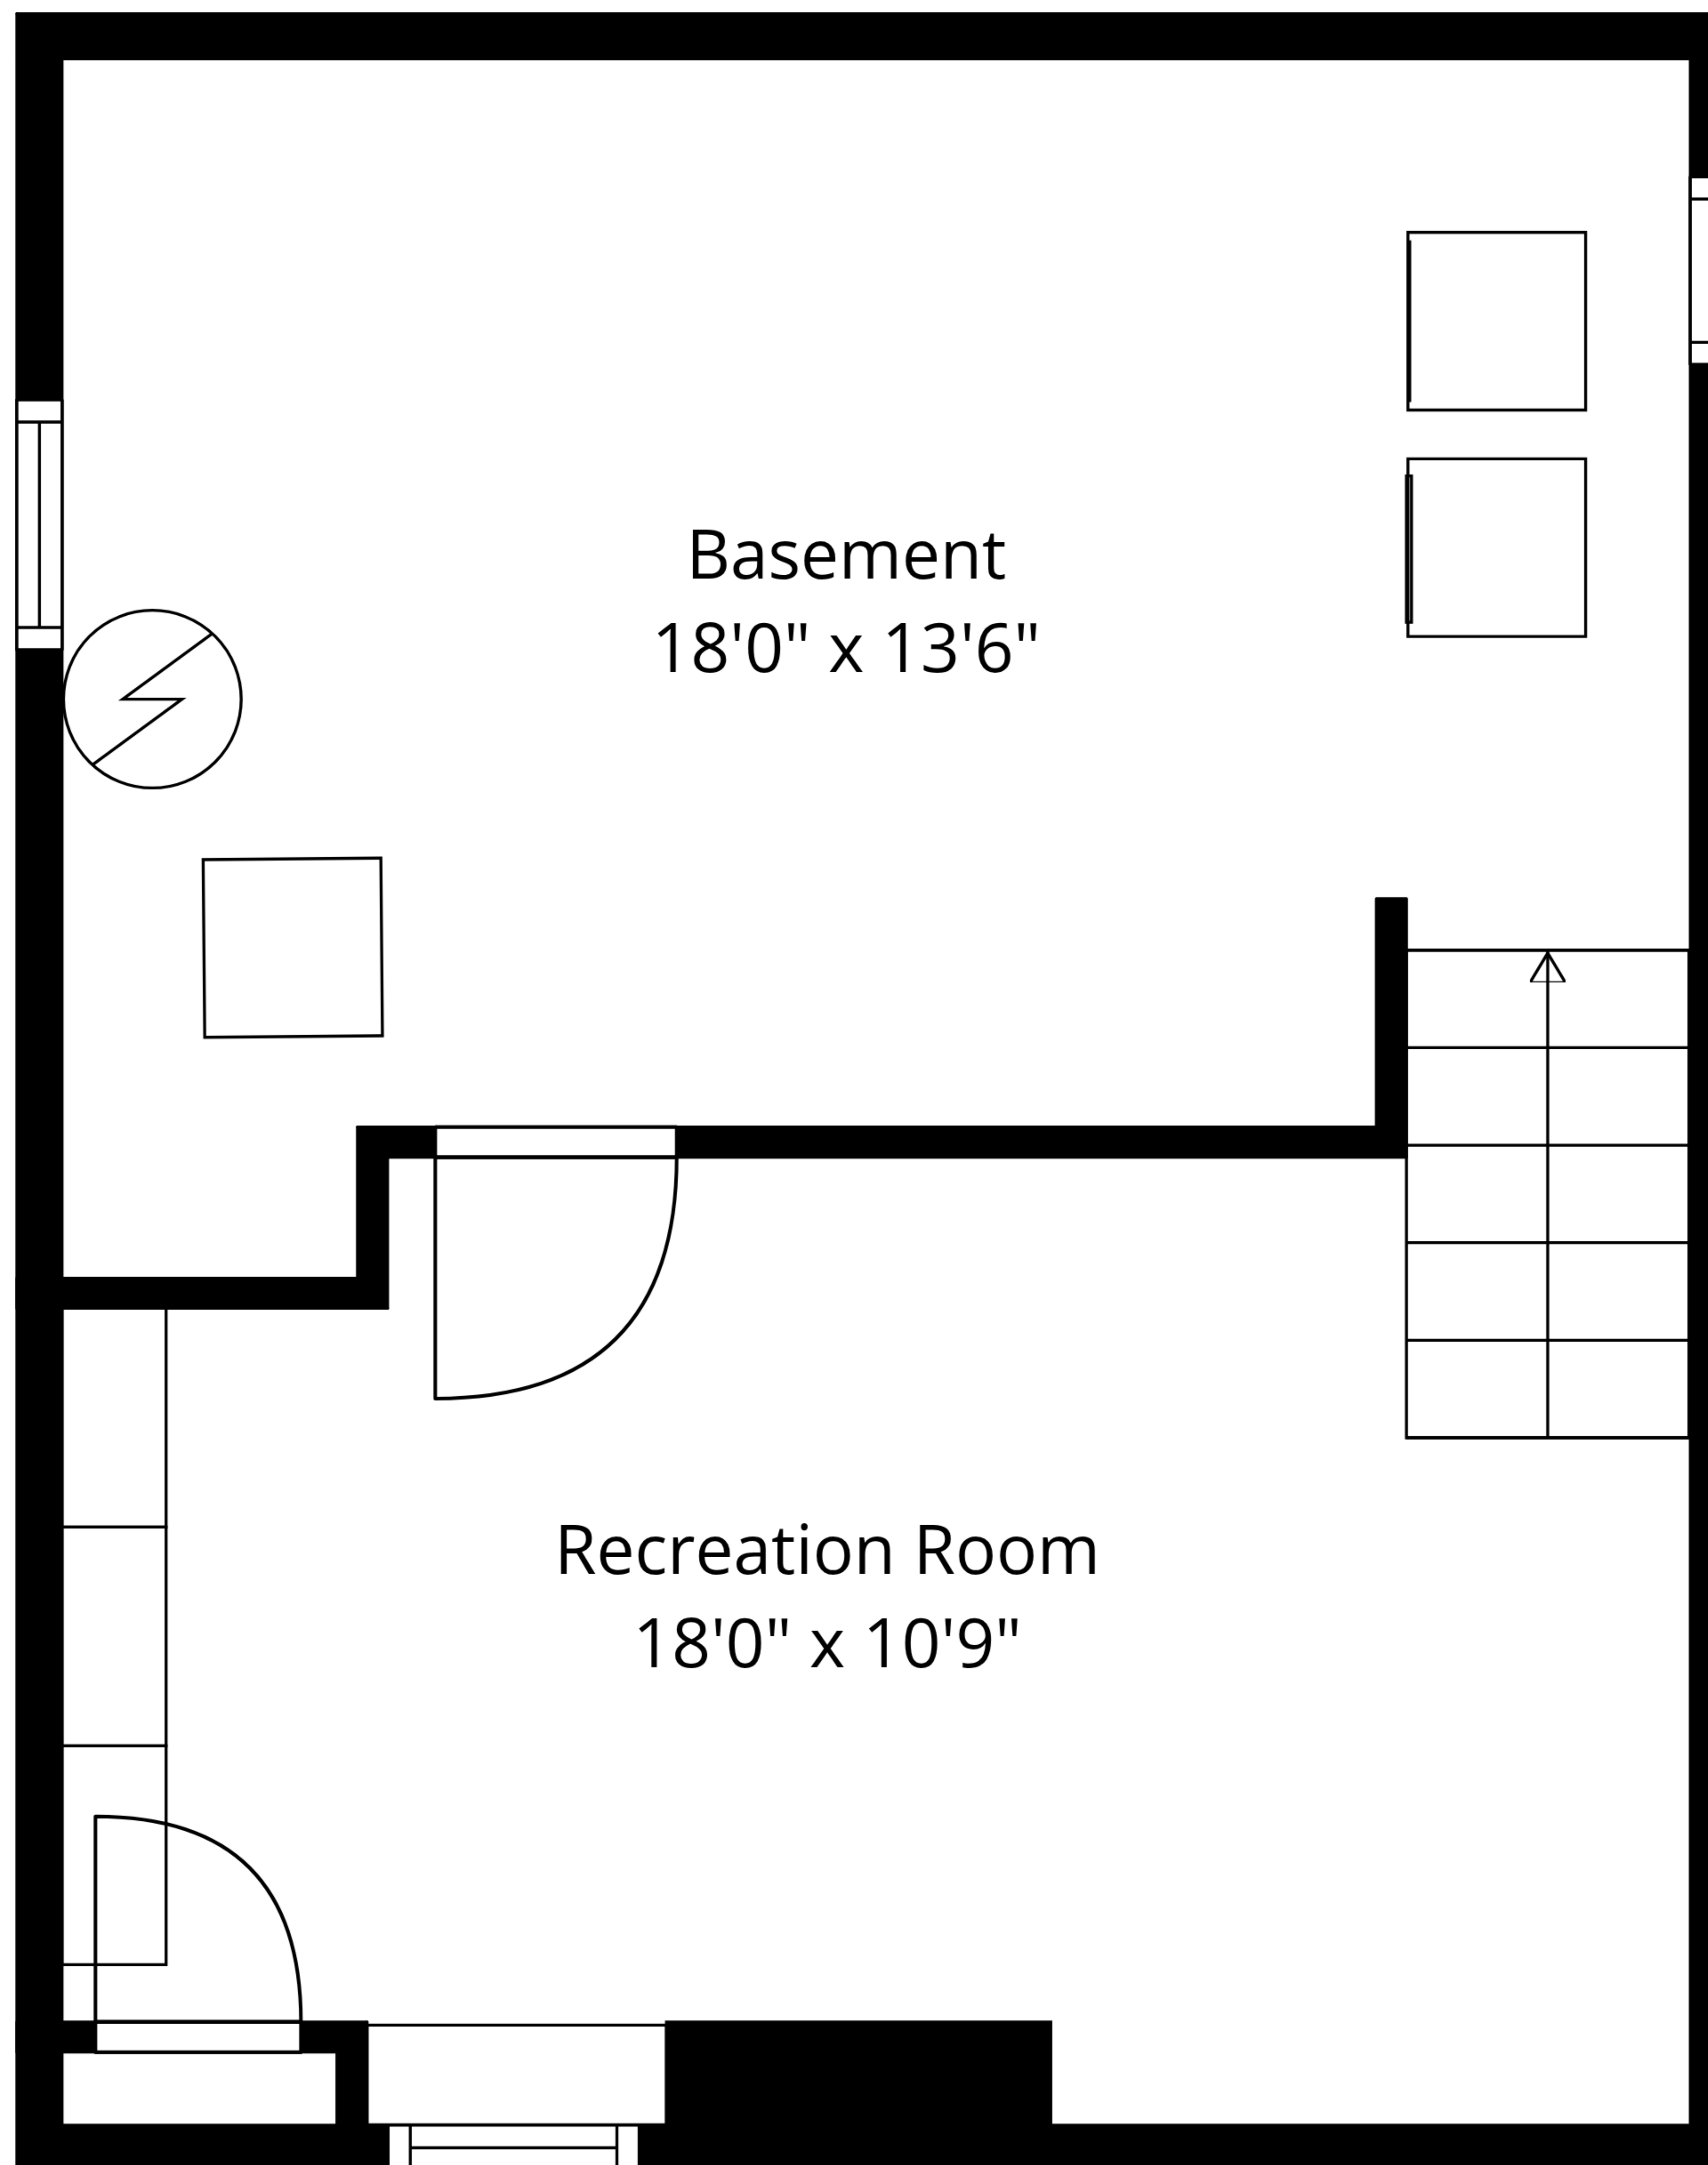 Basement
18'0" x 13'6"
Recreation Room
18'0" x 10'9"